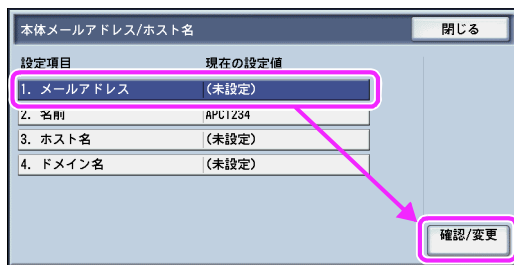 本体メールアドレス/ホスト名 閉じる
設定項目 現在の設定値
1. メールアドレス (未設定)
2. 名前 APC1234
3. ホスト名 (未設定)
4. ドメイン名 (未設定)
確認/変更